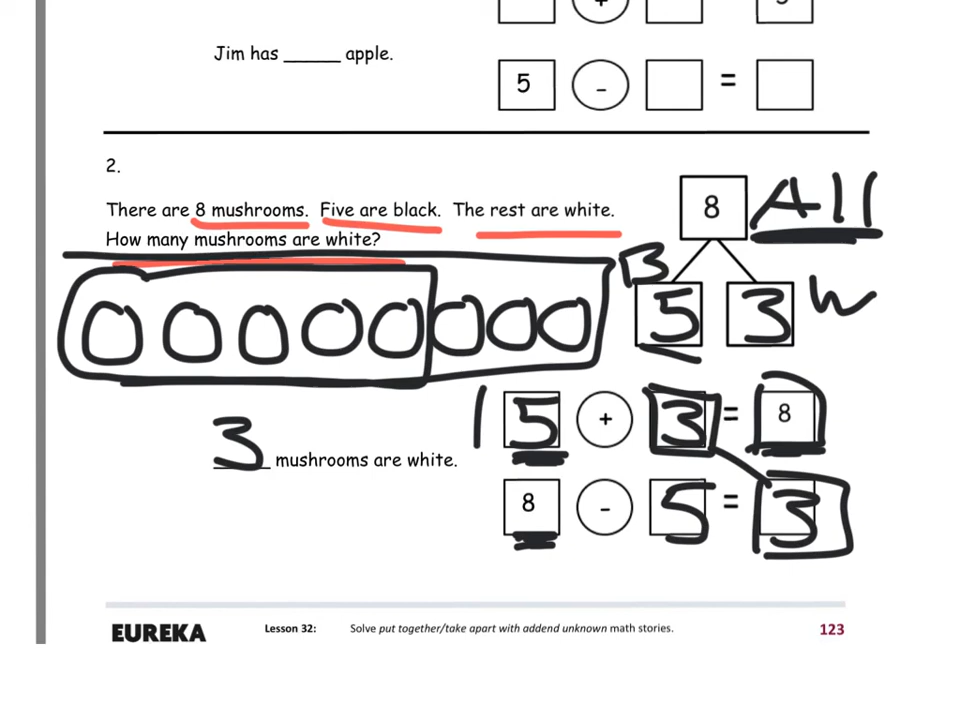 +
Jim has _____ apple.
5 - =
2.
There are 8 mushrooms. Five are black. The rest are white.
How many mushrooms are white?
8 All
B 5 3 W
5 + 3 = 8
3 mushrooms are white.
8 - 5 = 3
EUREKA Lesson 32: Solve put together/take apart with addend unknown math stories. 123